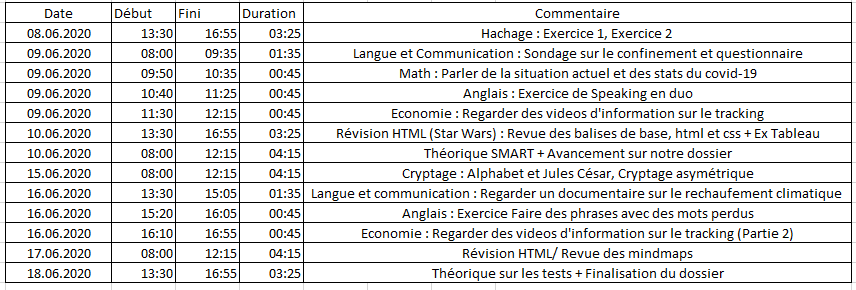 Date Début Fini Duration Commentaire
08.06.2020 13:30 16:55 03:25 Hachage : Exercice 1, Exercice 2
09.06.2020 08:00 09:35 01:35 Langue et Communication : Sondage sur le confinement et questionnaire
09.06.2020 09:50 10:35 00:45 Math : Parler de la situation actuel et des stats du covid-19
09.06.2020 10:40 11:25 00:45 Anglais : Exercice de Speaking en duo
09.06.2020 11:30 12:15 00:45 Economie : Regarder des videos d'information sur le tracking
10.06.2020 13:30 16:55 03:25 Révision HTML (Star Wars) : Revue des balises de base, html et css + Ex Tableau
10.06.2020 08:00 12:15 04:15 Théorique SMART + Avancement sur notre dossier
15.06.2020 08:00 12:15 04:15 Cryptage : Alphabet et Jules César, Cryptage asymétrique
16.06.2020 13:30 15:05 01:35 Langue et communication : Regarder un documentaire sur le rechaufement climatique
16.06.2020 15:20 16:05 00:45 Anglais : Exercice Faire des phrases avec des mots perdus
16.06.2020 16:10 16:55 00:45 Economie : Regarder des videos d'information sur le tracking (Partie 2)
17.06.2020 08:00 12:15 04:15 Révision HTML/ Revue des mindmaps
18.06.2020 13:30 16:55 03:25 Théorique sur les tests + Finalisation du dossier